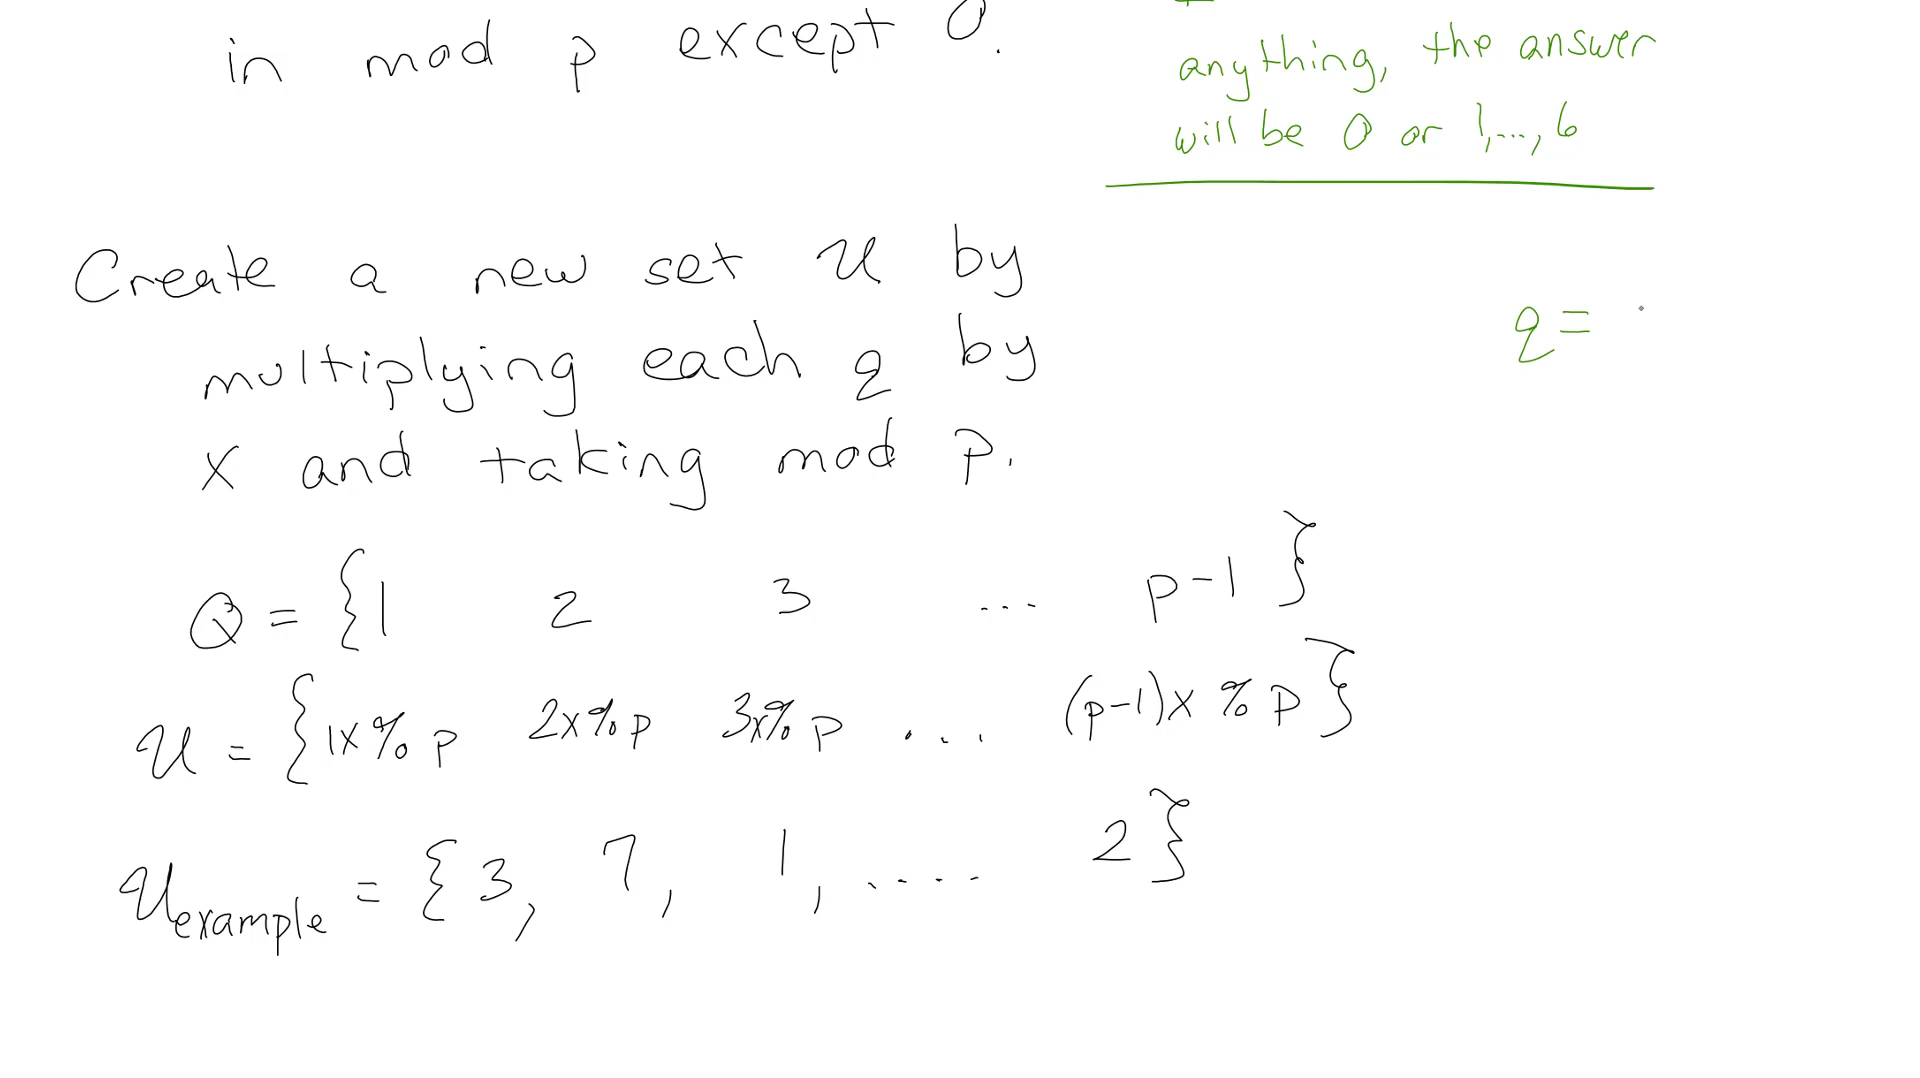 in mod p except 0.
anything, the answer
will be 0 or 1,...,6
Create a new set U by
multiplying each q by
x and taking mod p.
q =
Q = {1 2 3 ... p-1}
U = {1x % p 2x % p 3x % p ... (p-1)x % p}
U example = {3, 7, 1, .... 2}